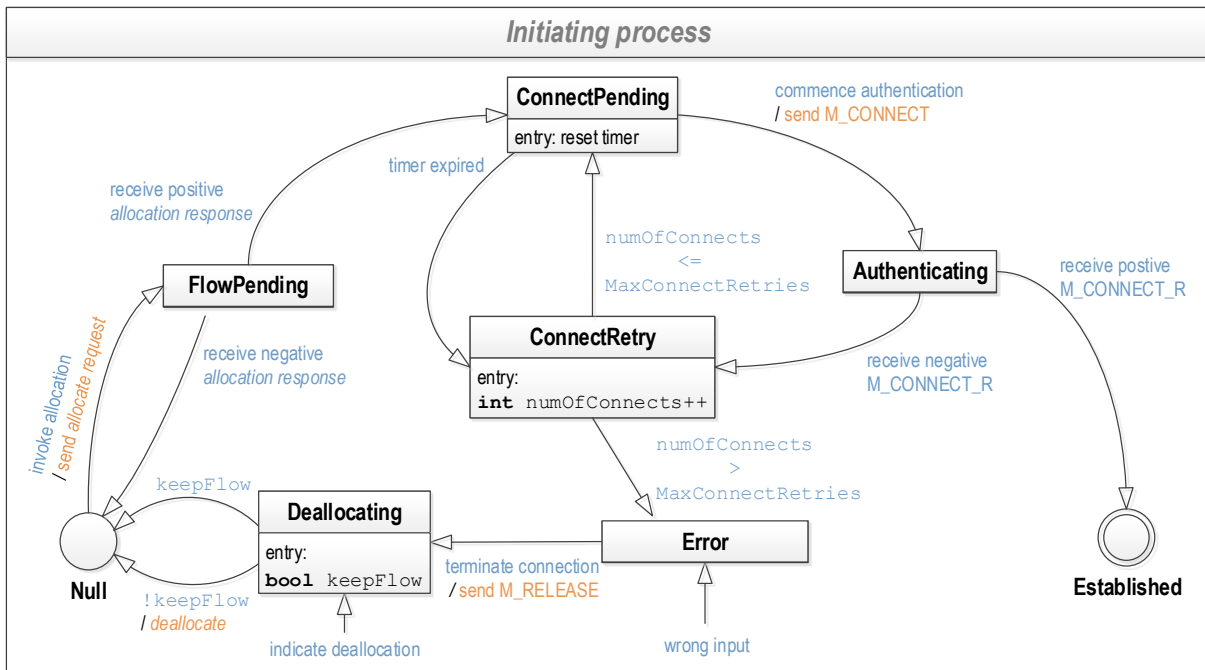 Initiating process
ConnectPending
entry: reset timer
commence authentication
/ send M_CONNECT
timer expired
receive positive
allocation response
numOfConnects
<=
MaxConnectRetries
FlowPending
Authenticating
receive postive
M_CONNECT_R
ConnectRetry
entry:
int numOfConnects++
receive negative
allocation response
receive negative
M_CONNECT_R
invoke allocation
/ send allocate request
numOfConnects
>
MaxConnectRetries
keepFlow
Deallocating
entry:
bool keepFlow
Error
terminate connection
/ send M_RELEASE
Null
Established
!keepFlow
/ deallocate
indicate deallocation
wrong input